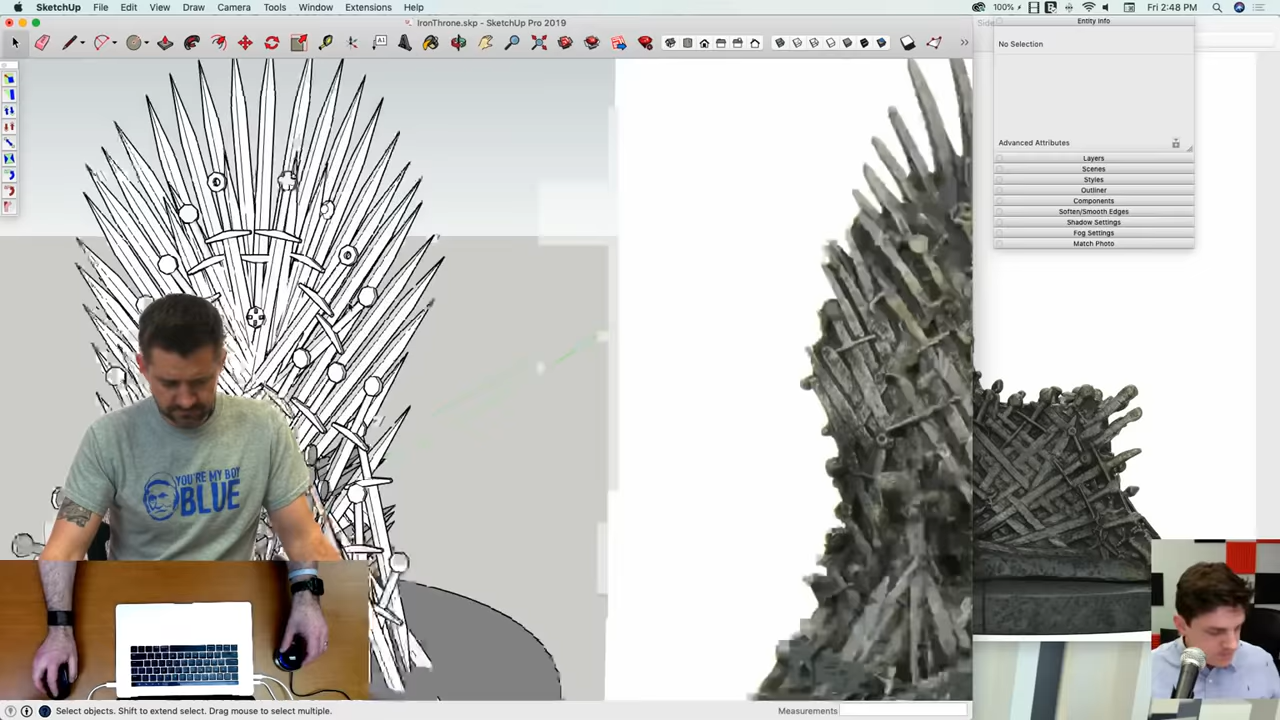 SketchUp File Edit View Draw Camera Tools Window Extensions Help
100% Fri 2:48 PM
IronThrone.skp - SketchUp Pro 2019
Side
Entity Info
No Selection
Advanced Attributes
Layers
Scenes
Styles
Outliner
Components
Soften/Smooth Edges
Shadow Settings
Fog Settings
Match Photo
YOU'RE MY BOY
BLUE
Select objects. Shift to extend select. Drag mouse to select multiple.
Measurements